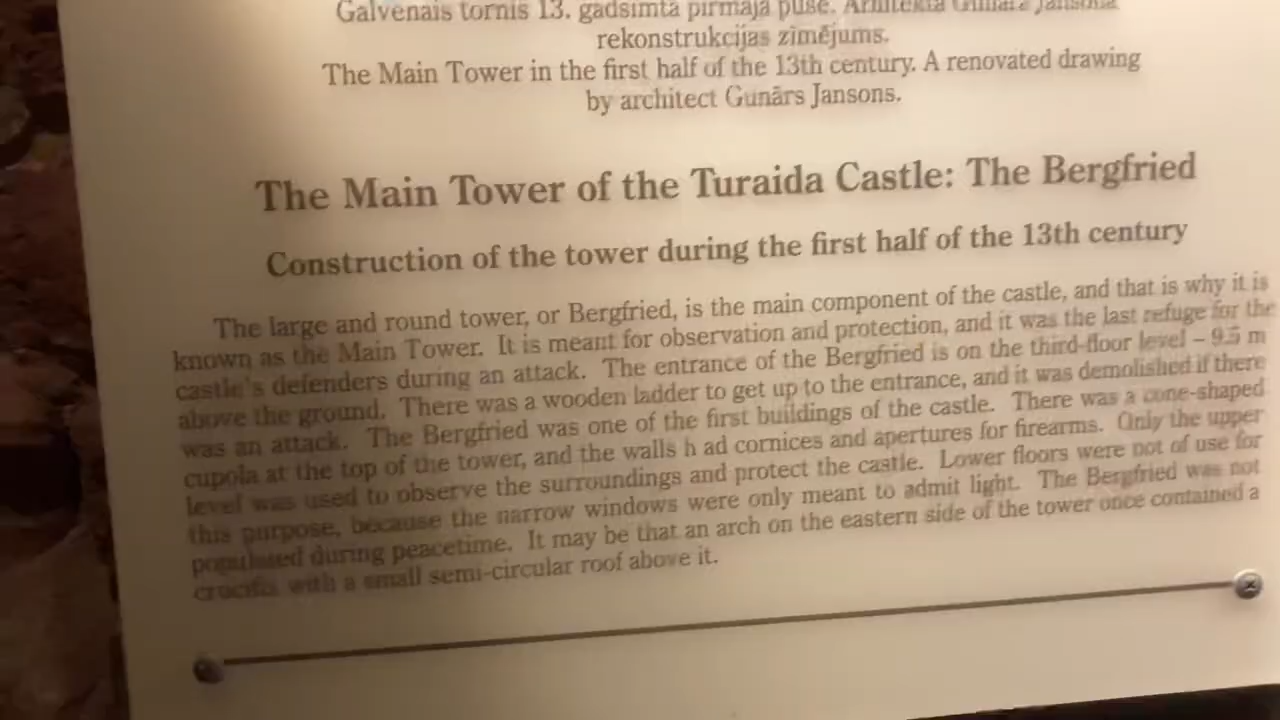 Galvenais tornis 13. gadsimta pirmajā pusē. Arhitekta Gunāra Jansona
rekonstrukcijas zīmējums.
The Main Tower in the first half of the 13th century. A renovated drawing
by architect Gunārs Jansons.
The Main Tower of the Turaida Castle: The Bergfried
Construction of the tower during the first half of the 13th century
The large and round tower, or Bergfried, is the main component of the castle, and that is why it is
known as the Main Tower. It is meant for observation and protection, and it was the last refuge for the
castle's defenders during an attack. The entrance of the Bergfried is on the third-floor level – 9.5 m
above the ground. There was a wooden ladder to get up to the entrance, and it was demolished if there
was an attack. The Bergfried was one of the first buildings of the castle. There was a cone-shaped
cupola at the top of the tower, and the walls h ad cornices and apertures for firearms. Only the upper
level was used to observe the surroundings and protect the castle. Lower floors were not of use for
this purpose, because the narrow windows were only meant to admit light. The Bergfried was not
populated during peacetime. It may be that an arch on the eastern side of the tower once contained a
crucifix with a small semi-circular roof above it.